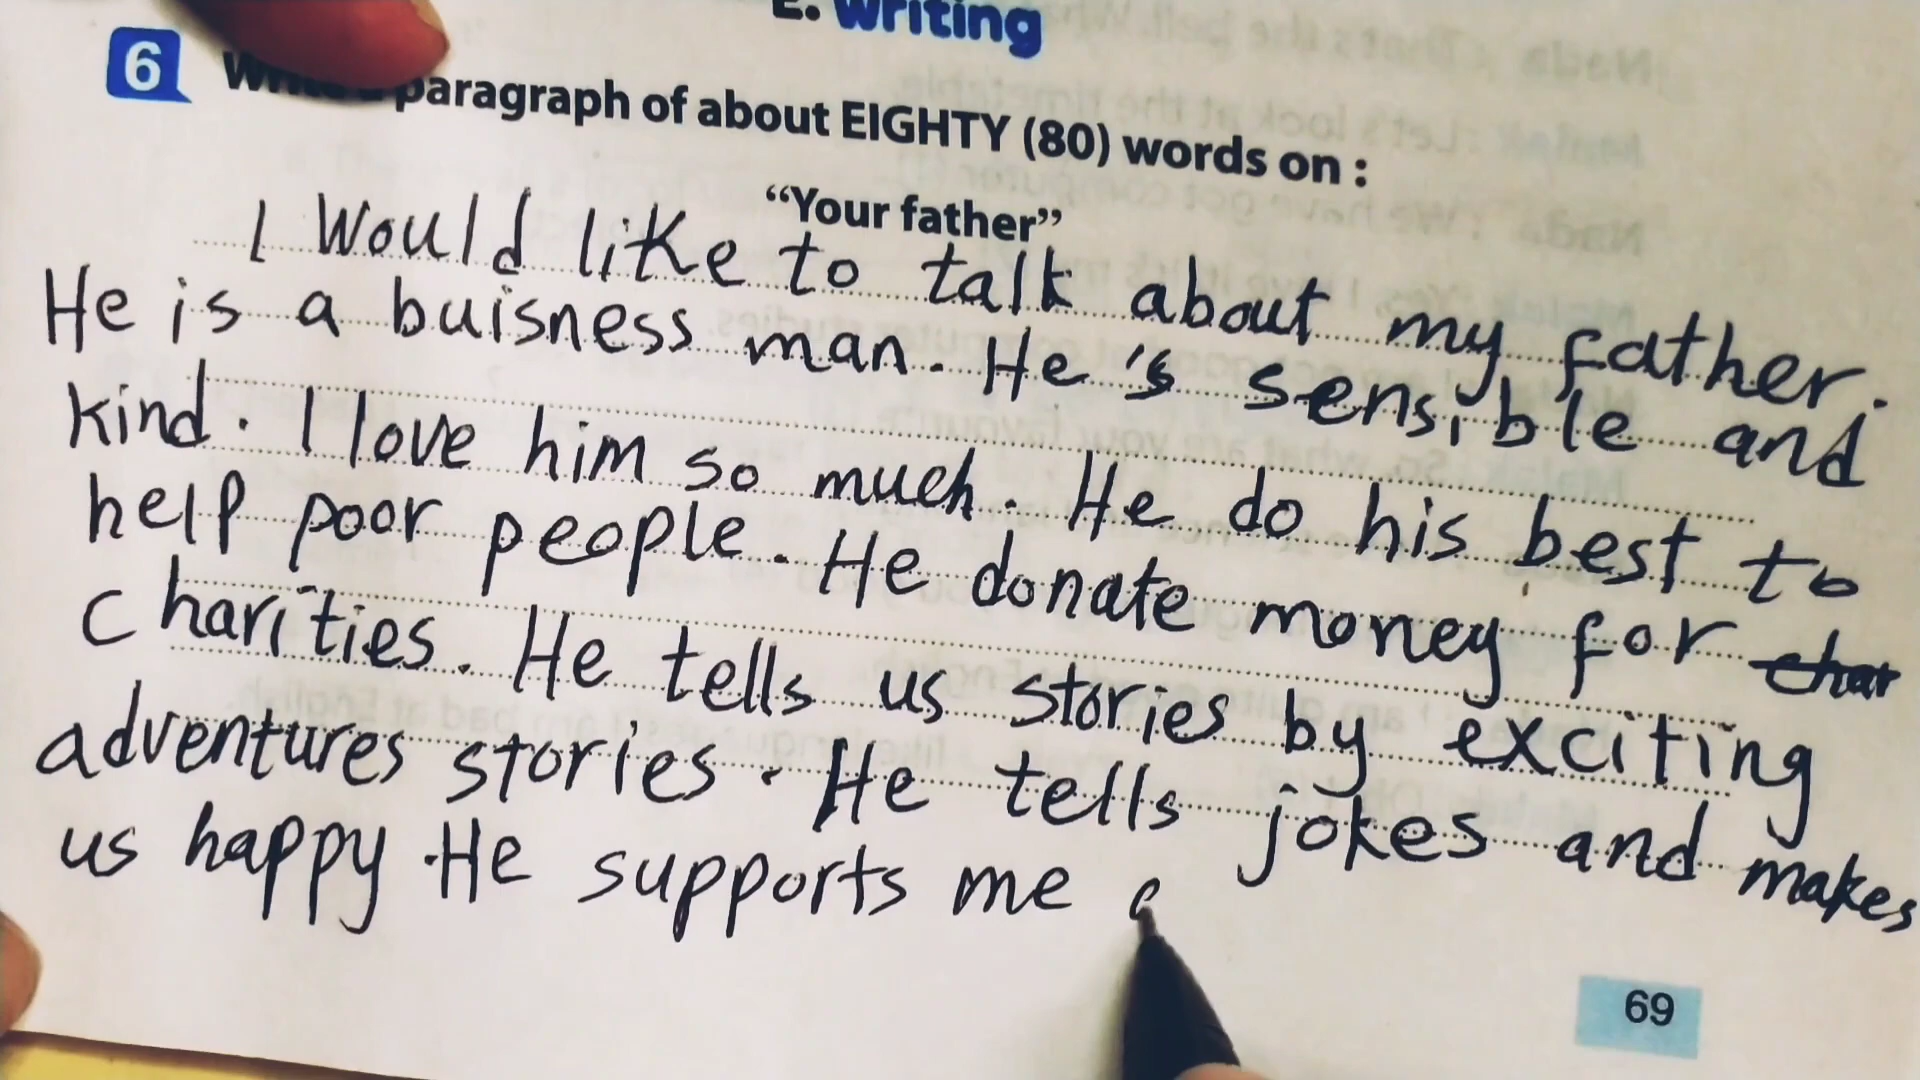 E. Writing
6 paragraph of about EIGHTY (80) words on :
"Your father"
I Would like to talk about my father.
He is a buisness man. He's sensible and
kind. I love him so much. He do his best to
help poor people. He donate money for char
charities. He tells us stories by exciting
adventures stories. He tells jokes and makes
us happy. He supports me
69